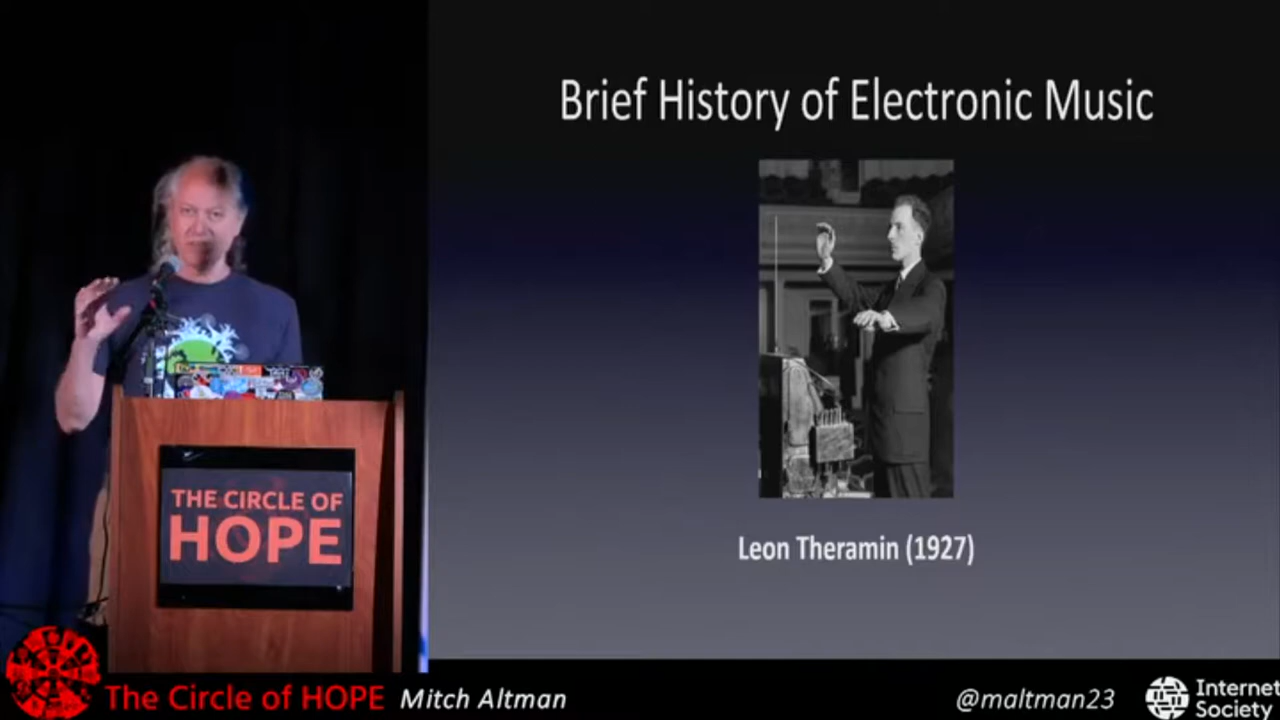 Brief History of Electronic Music
Leon Theramin (1927)
THE CIRCLE OF
HOPE
The Circle of HOPE
Mitch Altman
@maltman23
Internet
Society